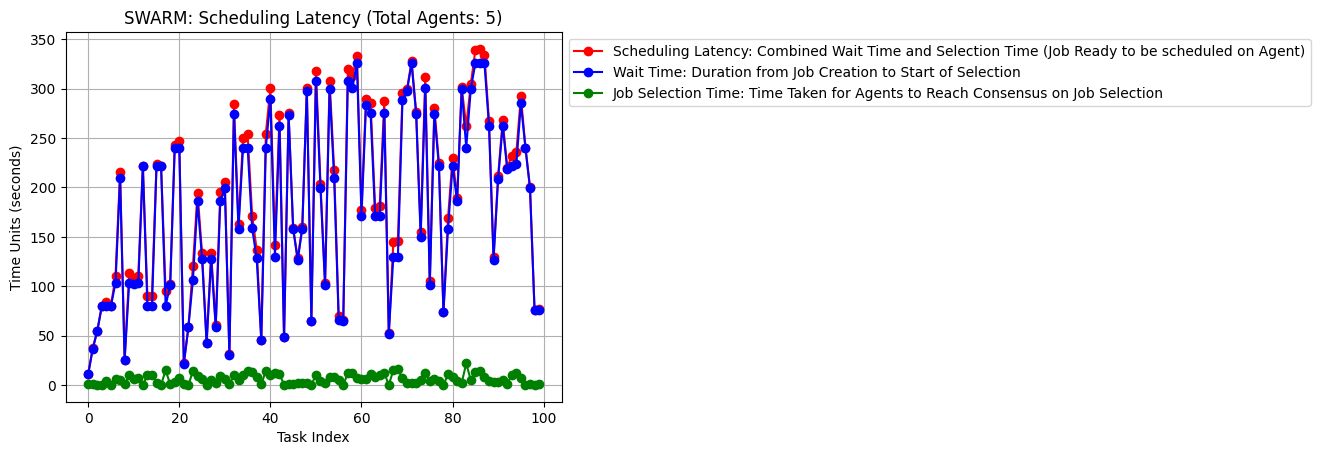 SWARM: Scheduling Latency (Total Agents: 5)
Scheduling Latency: Combined Wait Time and Selection Time (Job Ready to be scheduled on Agent)
Wait Time: Duration from Job Creation to Start of Selection
Job Selection Time: Time Taken for Agents to Reach Consensus on Job Selection
Time Units (seconds)
350
300
250
200
150
100
50
0
0 20 40 60 80 100
Task Index